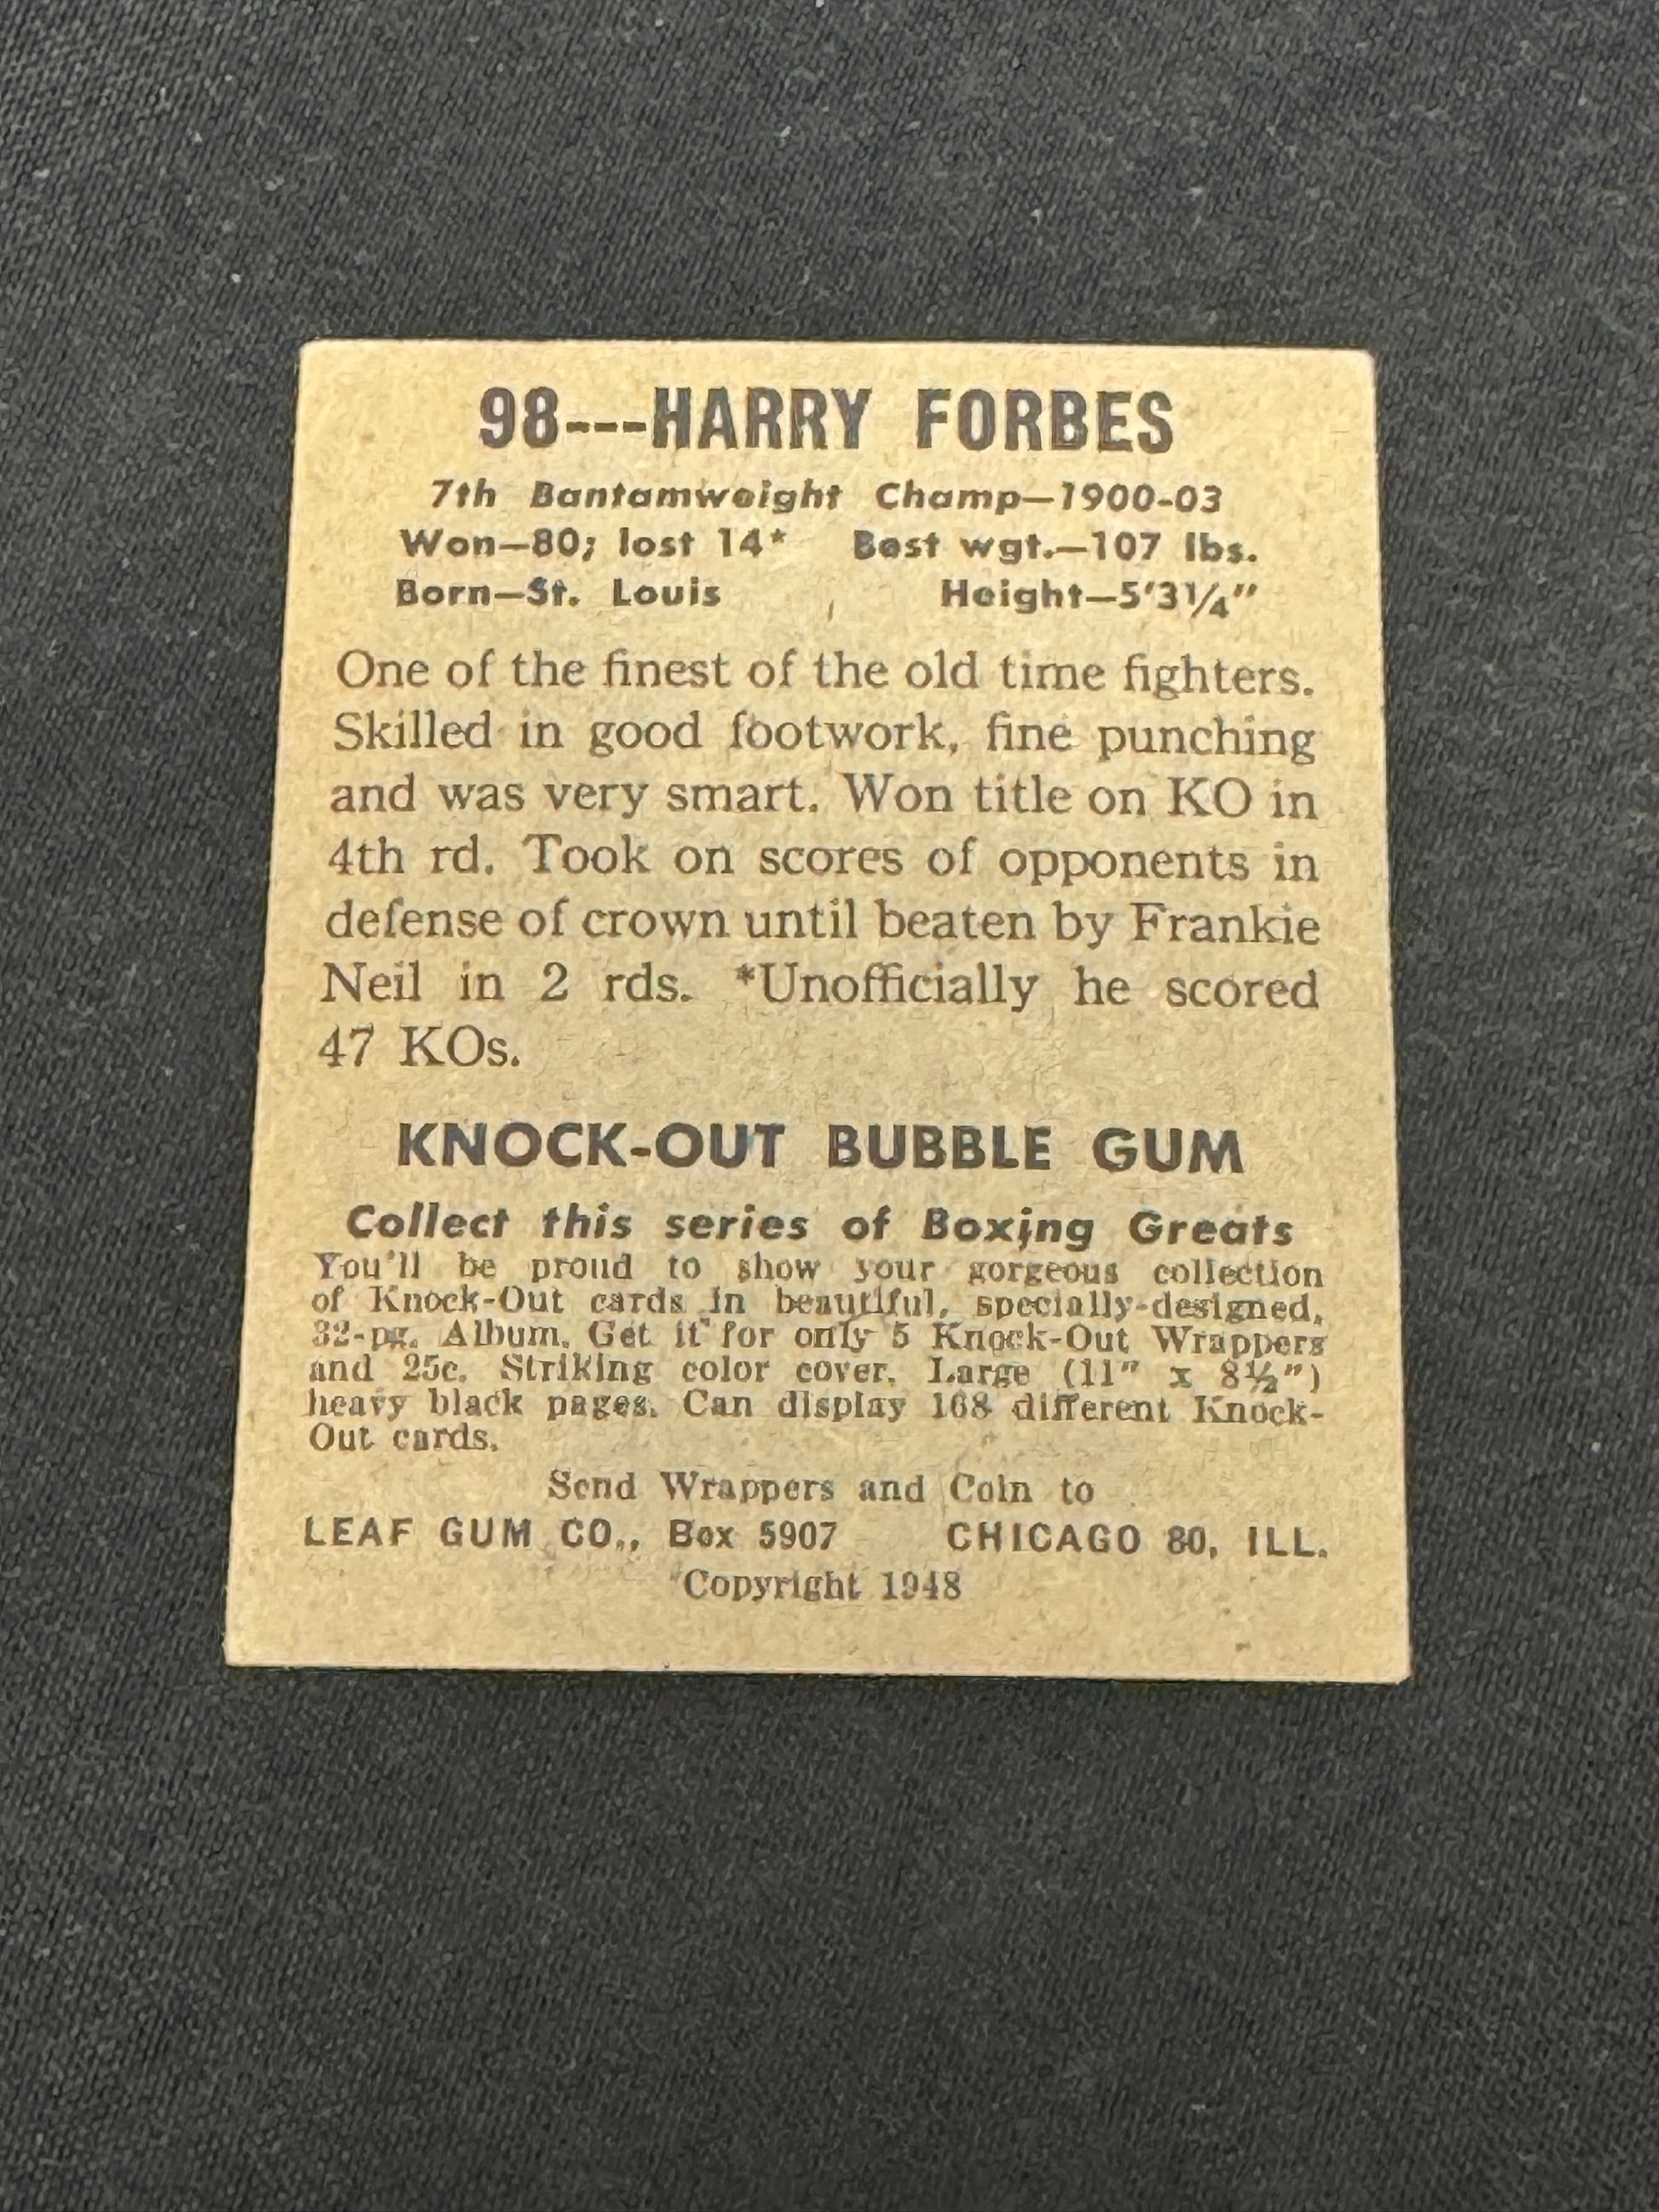 98---HARRY FORBES
7th Bantamweight Champ—1900-03
Won—80; lost 14* Best wgt.—107 lbs.
Born—St. Louis Height—5'3¼"
One of the finest of the old time fighters.
Skilled in good footwork, fine punching
and was very smart. Won title on KO in
4th rd. Took on scores of opponents in
defense of crown until beaten by Frankie
Neil in 2 rds. *Unofficially he scored
47 KOs.
KNOCK-OUT BUBBLE GUM
Collect this series of Boxing Greats
You'll be proud to show your gorgeous collection
of Knock-Out cards in beautiful, specially-designed,
32-pg. Album. Get it for only 5 Knock-Out Wrappers
and 25c. Striking color cover. Large (11" x 8½")
heavy black pages. Can display 168 different Knock-
Out cards.
Send Wrappers and Coin to
LEAF GUM CO., Box 5907 CHICAGO 80, ILL.
Copyright 1948